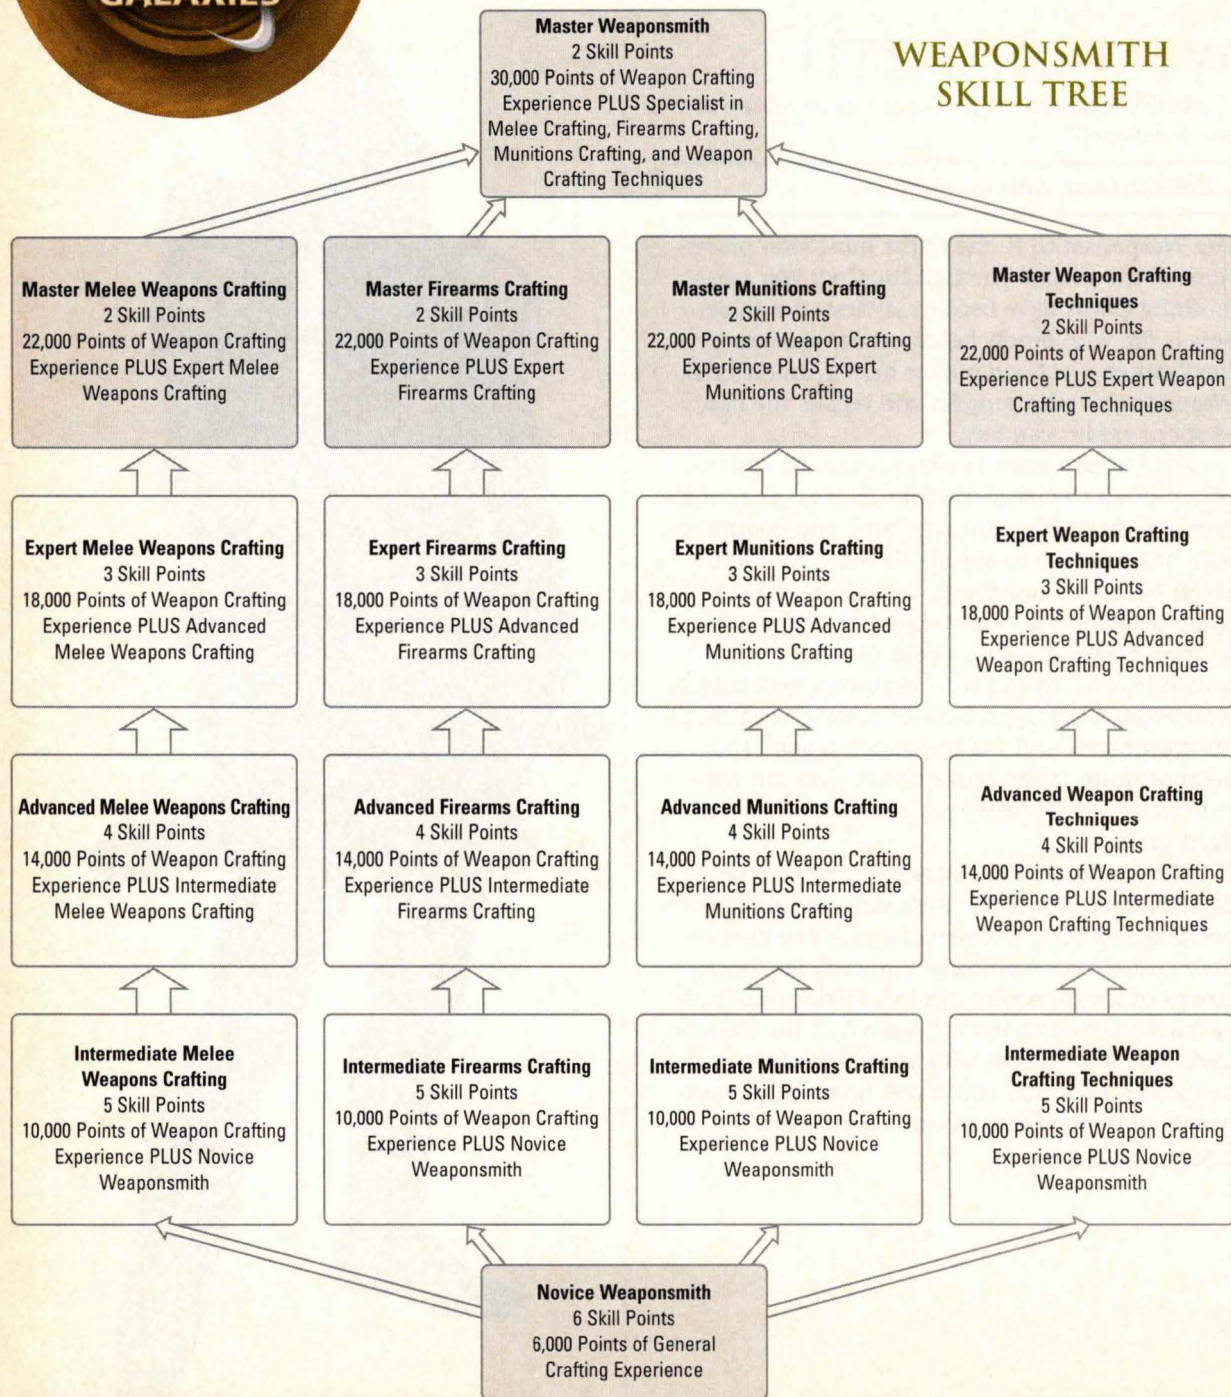 GALAXIES
WEAPONSMITH
SKILL TREE
Master Weaponsmith
2 Skill Points
30,000 Points of Weapon Crafting
Experience PLUS Specialist in
Melee Crafting, Firearms Crafting,
Munitions Crafting, and Weapon
Crafting Techniques
Master Melee Weapons Crafting
2 Skill Points
22,000 Points of Weapon Crafting
Experience PLUS Expert Melee
Weapons Crafting
Master Firearms Crafting
2 Skill Points
22,000 Points of Weapon Crafting
Experience PLUS Expert
Firearms Crafting
Master Munitions Crafting
2 Skill Points
22,000 Points of Weapon Crafting
Experience PLUS Expert
Munitions Crafting
Master Weapon Crafting
Techniques
2 Skill Points
22,000 Points of Weapon Crafting
Experience PLUS Expert Weapon
Crafting Techniques
Expert Melee Weapons Crafting
3 Skill Points
18,000 Points of Weapon Crafting
Experience PLUS Advanced
Melee Weapons Crafting
Expert Firearms Crafting
3 Skill Points
18,000 Points of Weapon Crafting
Experience PLUS Advanced
Firearms Crafting
Expert Munitions Crafting
3 Skill Points
18,000 Points of Weapon Crafting
Experience PLUS Advanced
Munitions Crafting
Expert Weapon Crafting
Techniques
3 Skill Points
18,000 Points of Weapon Crafting
Experience PLUS Advanced
Weapon Crafting Techniques
Advanced Melee Weapons Crafting
4 Skill Points
14,000 Points of Weapon Crafting
Experience PLUS Intermediate
Melee Weapons Crafting
Advanced Firearms Crafting
4 Skill Points
14,000 Points of Weapon Crafting
Experience PLUS Intermediate
Firearms Crafting
Advanced Munitions Crafting
4 Skill Points
14,000 Points of Weapon Crafting
Experience PLUS Intermediate
Munitions Crafting
Advanced Weapon Crafting
Techniques
4 Skill Points
14,000 Points of Weapon Crafting
Experience PLUS Intermediate
Weapon Crafting Techniques
Intermediate Melee
Weapons Crafting
5 Skill Points
10,000 Points of Weapon Crafting
Experience PLUS Novice
Weaponsmith
Intermediate Firearms Crafting
5 Skill Points
10,000 Points of Weapon Crafting
Experience PLUS Novice
Weaponsmith
Intermediate Munitions Crafting
5 Skill Points
10,000 Points of Weapon Crafting
Experience PLUS Novice
Weaponsmith
Intermediate Weapon
Crafting Techniques
5 Skill Points
10,000 Points of Weapon Crafting
Experience PLUS Novice
Weaponsmith
Novice Weaponsmith
6 Skill Points
6,000 Points of General
Crafting Experience